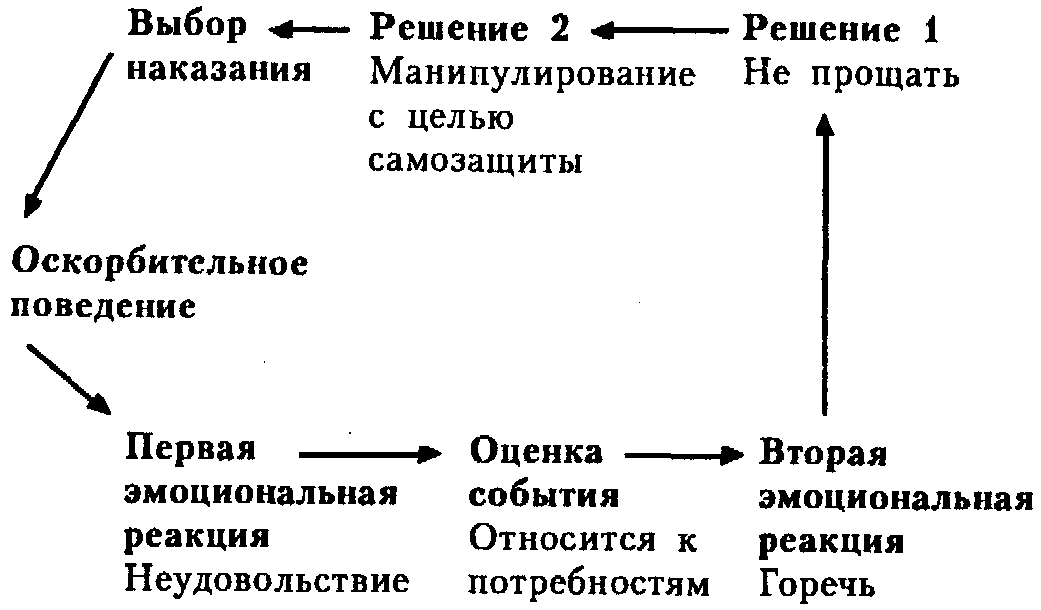 Выбор
наказания
Решение 2
Манипулирование
с целью
самозащиты
Решение 1
Не прощать
Оскорбительное
поведение
Первая
эмоциональная
реакция
Неудовольствие
Оценка
события
Относится к
потребностям
Вторая
эмоциональная
реакция
Горечь